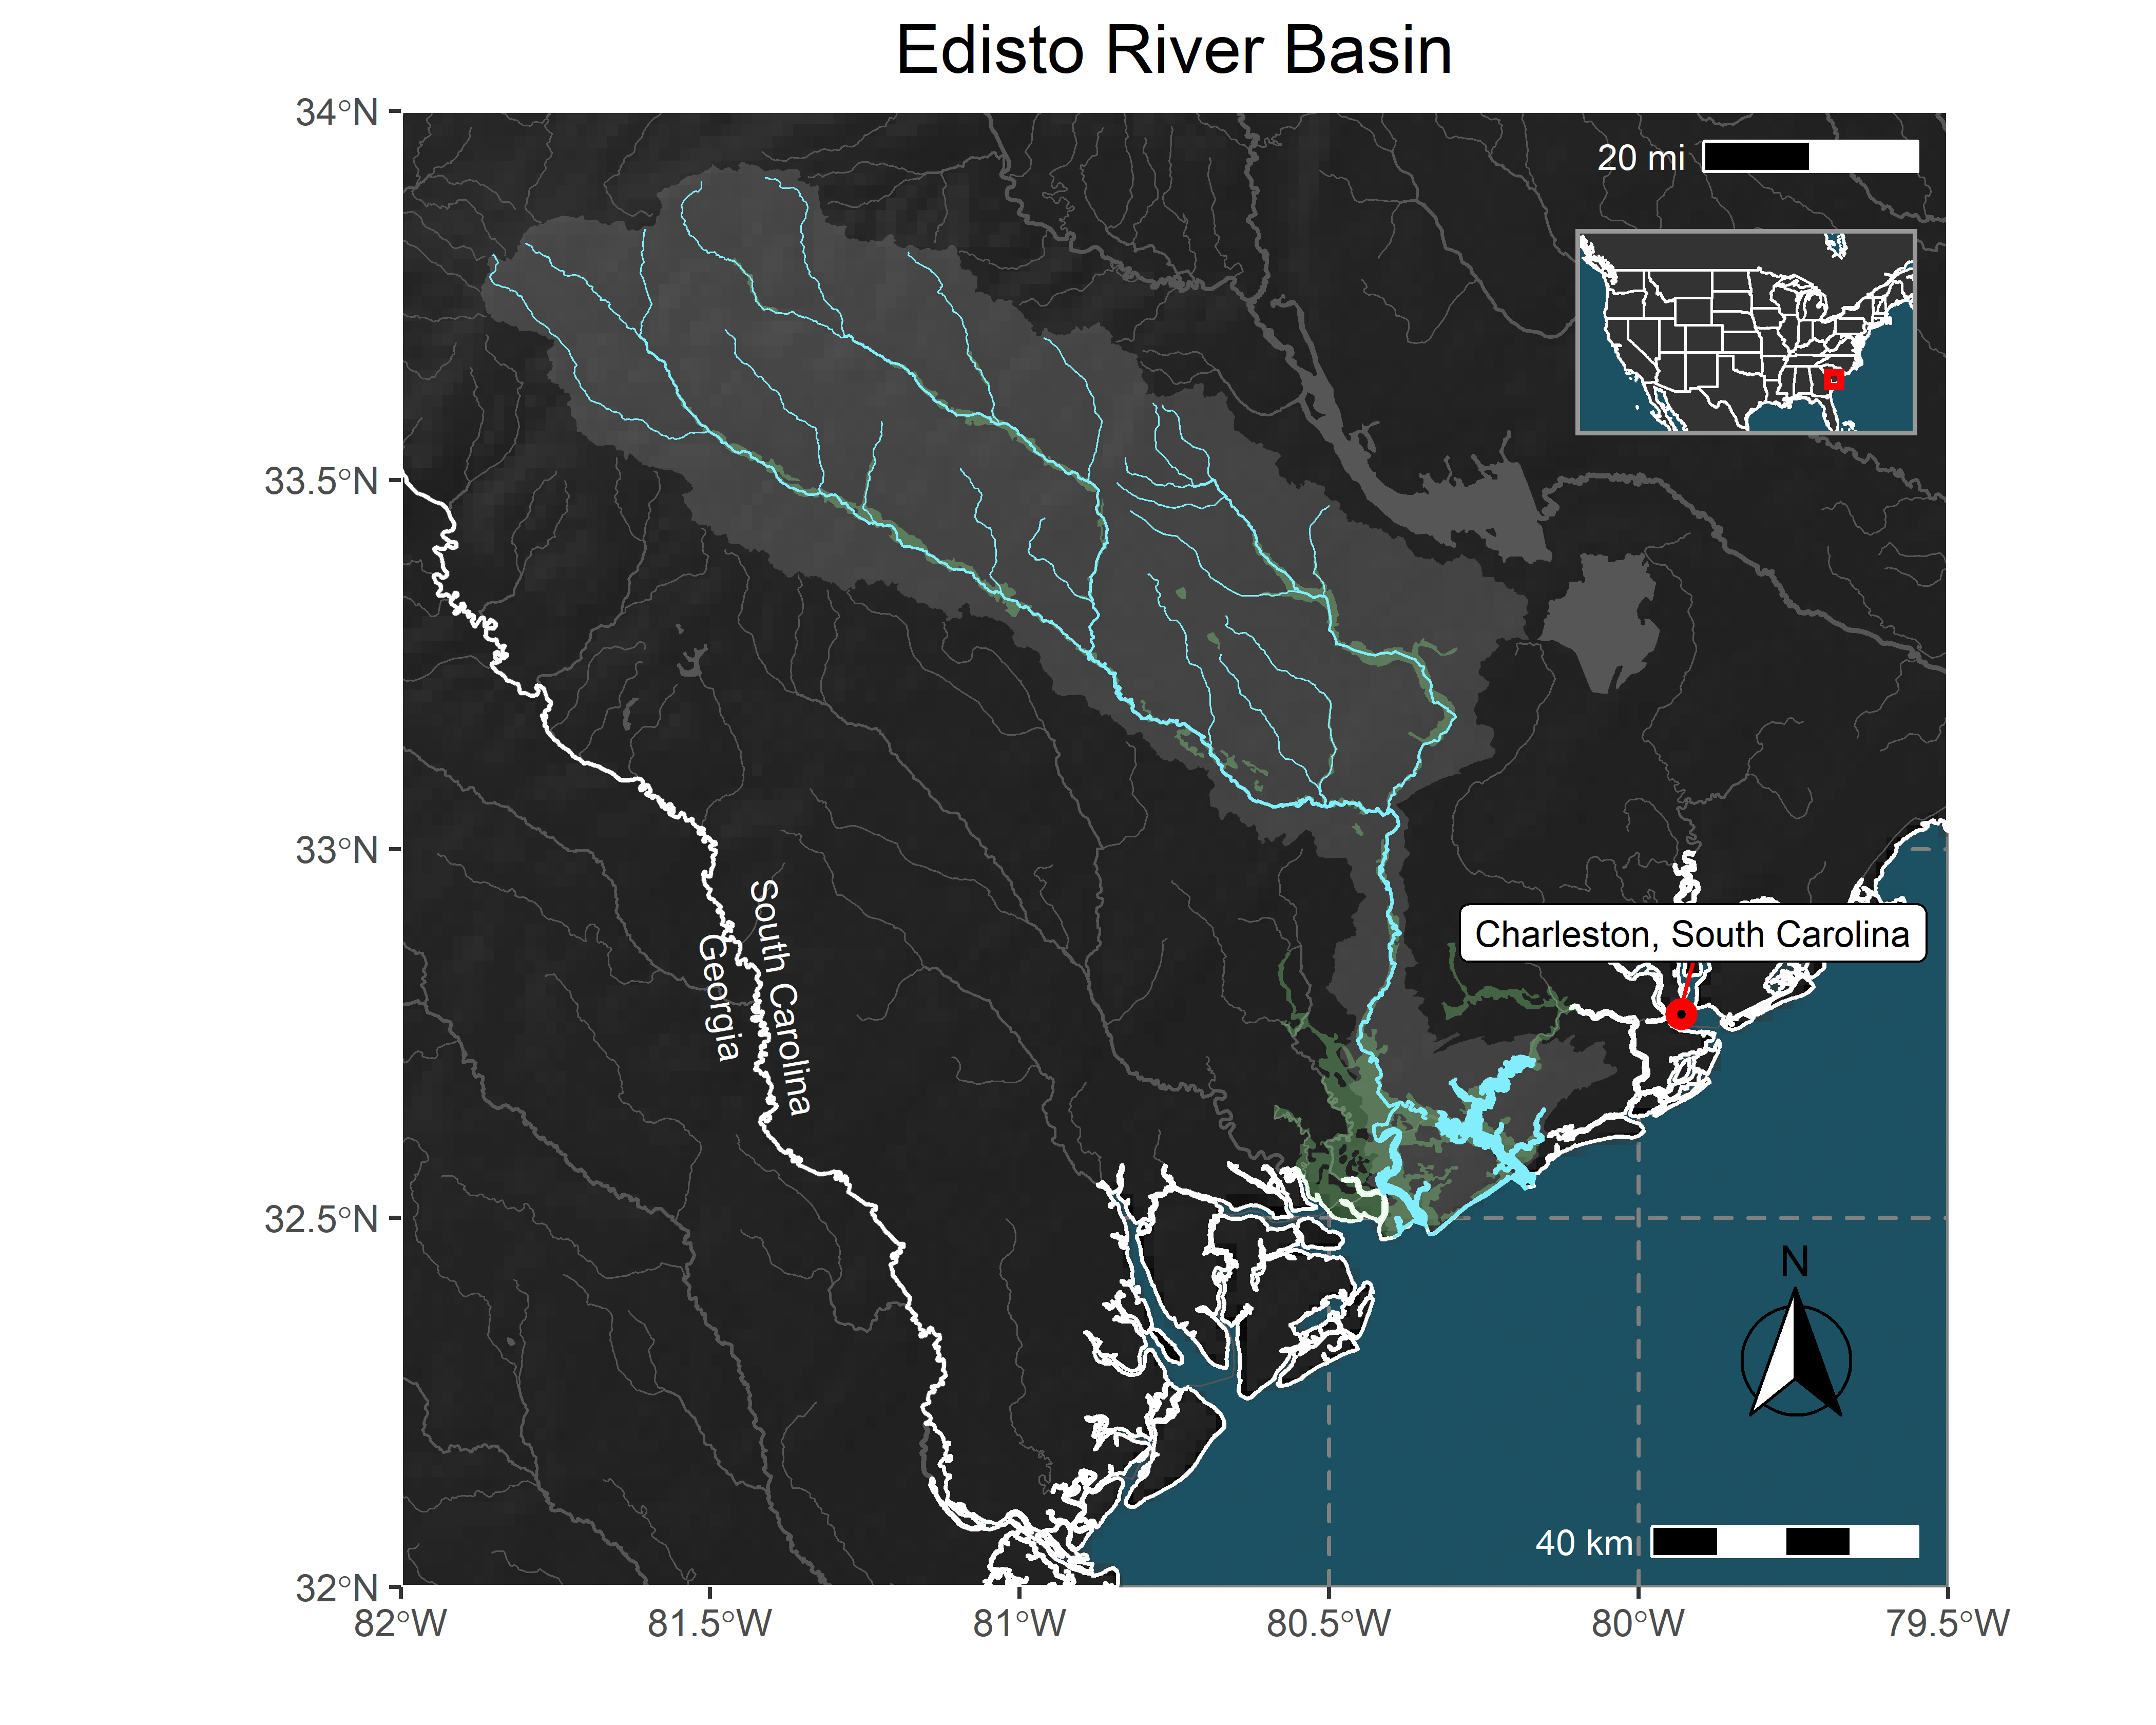 Edisto River Basin
34°N
20 mi
33.5°N
33°N
Charleston, South Carolina
South Carolina
Georgia
32.5°N
N
40 km
32°N
82°W
81.5°W
81°W
80.5°W
80°W
79.5°W